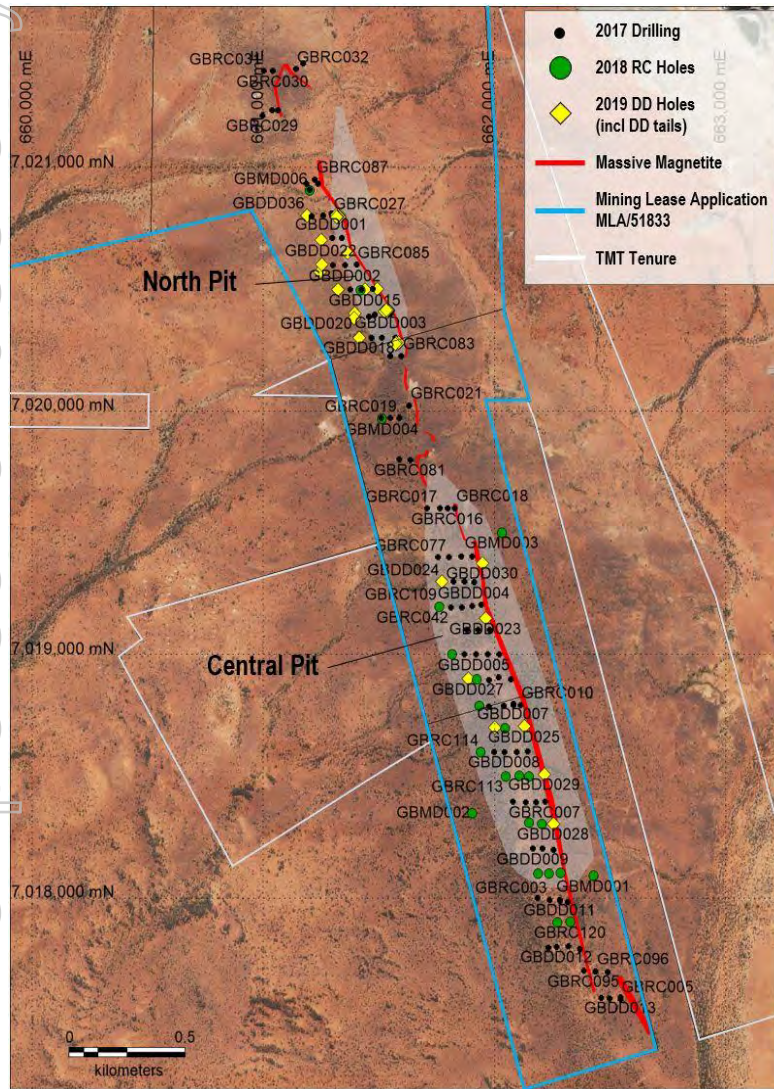 2017 Drilling
2018 RC Holes
2019 DD Holes
(incl DD tails)
Massive Magnetite
Mining Lease Application
MLA/51833
TMT Tenure
660,000 mE
662,000 mE
663,000 mE
GBRC032
GBRC030
GBRC029
7,021,000 mN
GBRC087
GBMD006
GBDD036
GBRC027
GBDD001
GBRC085
North Pit
GBDD002
GBDD015
GBDD020
GBDD003
GBDD018
GBRC083
GBRC021
7,020,000 mN
GBRC019
GBMD004
GBRC081
GBRC017
GBRC018
GBRC016
GBRC077
GBMD003
GBDD024
GBDD030
GBRC109
GBDD004
GBRC042
GBDD023
7,019,000 mN
Central Pit
GBDD005
GBDD027
GBRC010
GBDD007
GBRC114
GBDD025
GBDD008
GBRC113
GBDD029
GBMD002
GBRC007
GBDD028
GBDD009
GBRC003
GBMD001
7,018,000 mN
GBDD011
GBRC120
GBDD012
GBRC096
GBRC095
GBRC005
GBDD013
0
0.5
kilometers